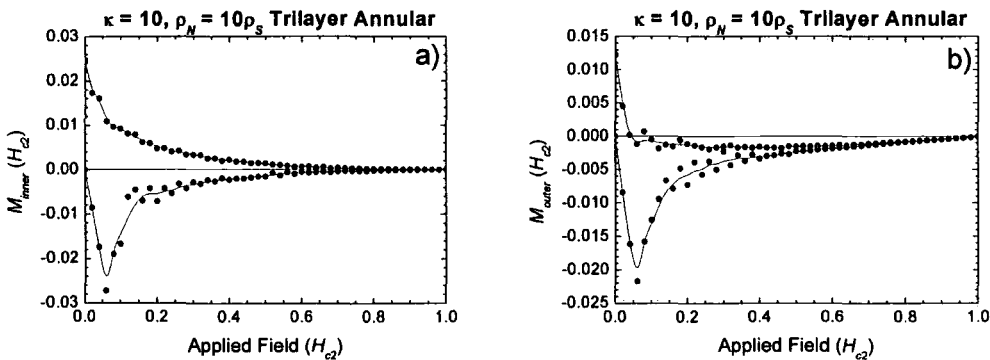 κ = 10, ρN = 10ρS Trilayer Annular
a)
0.03
0.02
0.01
0.00
-0.01
-0.02
-0.03
0.0 0.2 0.4 0.6 0.8 1.0
Minner (Hc2)
Applied Field (Hc2)
κ = 10, ρN = 10ρS Trilayer Annular
b)
0.015
0.010
0.005
0.000
-0.005
-0.010
-0.015
-0.020
-0.025
0.0 0.2 0.4 0.6 0.8 1.0
Mouter (Hc2)
Applied Field (Hc2)